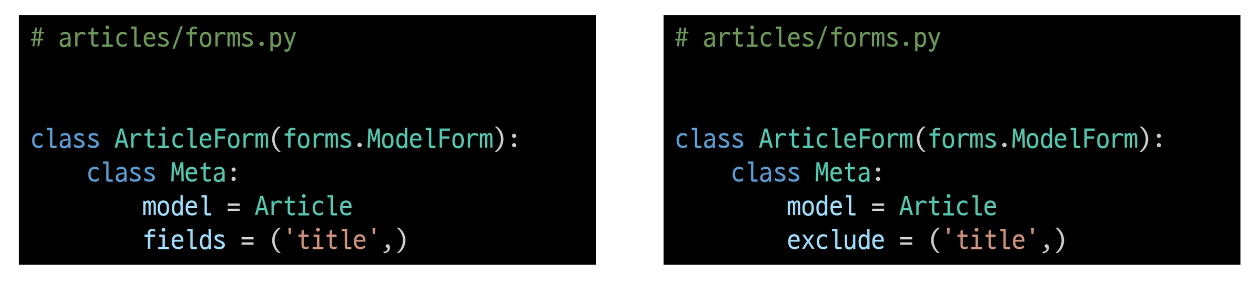 # articles/forms.py
class ArticleForm(forms.ModelForm):
    class Meta:
        model = Article
        fields = ('title',)
# articles/forms.py
class ArticleForm(forms.ModelForm):
    class Meta:
        model = Article
        exclude = ('title',)